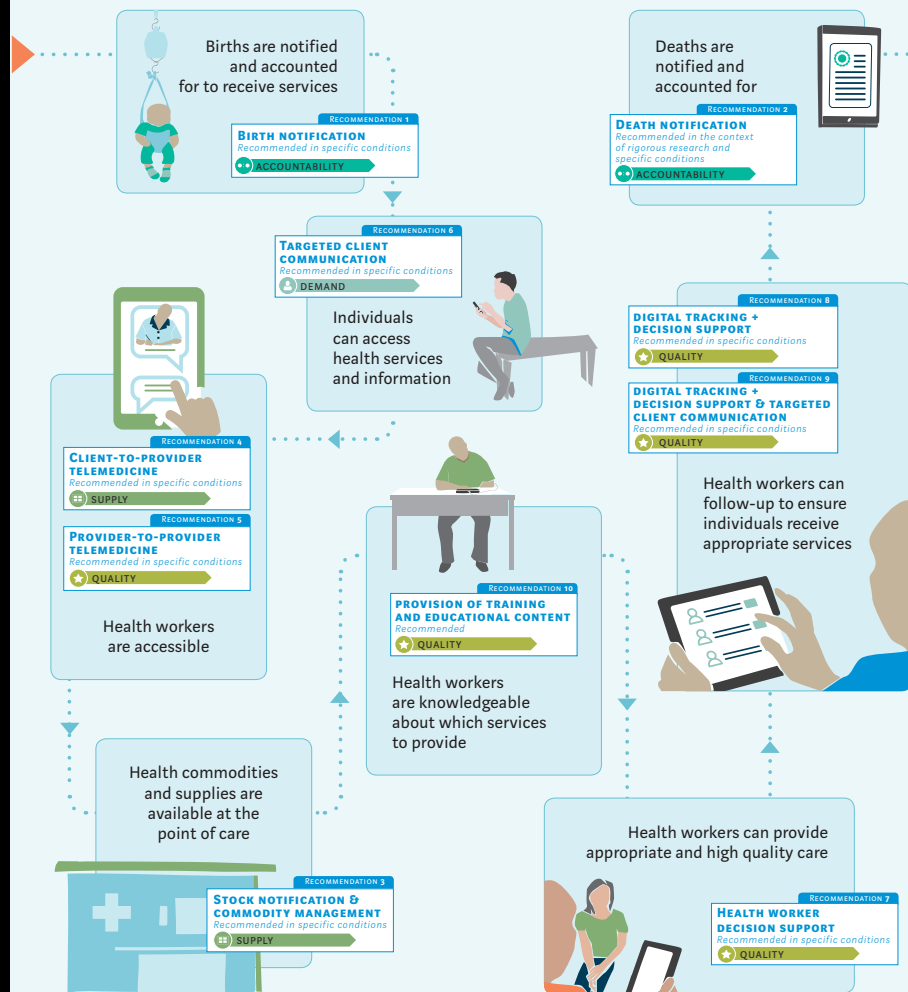 Births are notified
and accounted
for to receive services
RECOMMENDATION 1
BIRTH NOTIFICATION
Recommended in specific conditions
ACCOUNTABILITY
RECOMMENDATION 6
TARGETED CLIENT
COMMUNICATION
Recommended in specific conditions
DEMAND
Individuals
can access
health services
and information
RECOMMENDATION 4
CLIENT-TO-PROVIDER
TELEMEDICINE
Recommended in specific conditions
SUPPLY
RECOMMENDATION 5
PROVIDER-TO-PROVIDER
TELEMEDICINE
Recommended in specific conditions
QUALITY
Health workers
are accessible
Health commodities
and supplies are
available at the
point of care
RECOMMENDATION 3
STOCK NOTIFICATION &
COMMODITY MANAGEMENT
Recommended in specific conditions
SUPPLY
RECOMMENDATION 10
PROVISION OF TRAINING
AND EDUCATIONAL CONTENT
Recommended
QUALITY
Health workers
are knowledgeable
about which services
to provide
Health workers can provide
appropriate and high quality care
RECOMMENDATION 7
HEALTH WORKER
DECISION SUPPORT
Recommended in specific conditions
QUALITY
RECOMMENDATION 8
DIGITAL TRACKING +
DECISION SUPPORT
Recommended in specific conditions
QUALITY
RECOMMENDATION 9
DIGITAL TRACKING +
DECISION SUPPORT & TARGETED
CLIENT COMMUNICATION
Recommended in specific conditions
QUALITY
Health workers can
follow-up to ensure
individuals receive
appropriate services
Deaths are
notified and
accounted for
RECOMMENDATION 2
DEATH NOTIFICATION
Recommended in the context
of rigorous research and
specific conditions
ACCOUNTABILITY